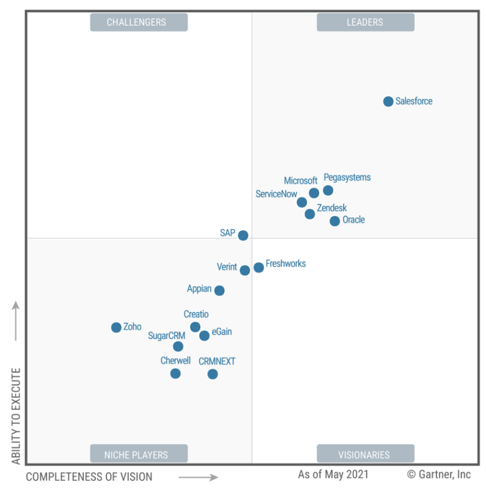 CHALLENGERS
LEADERS
Salesforce
Microsoft
Pegasystems
ServiceNow
Zendesk
Oracle
SAP
Verint
Freshworks
Appian
Creatio
Zoho
eGain
SugarCRM
Cherwell
CRMNEXT
ABILITY TO EXECUTE
NICHE PLAYERS
VISIONARIES
COMPLETENESS OF VISION
As of May 2021
© Gartner, Inc